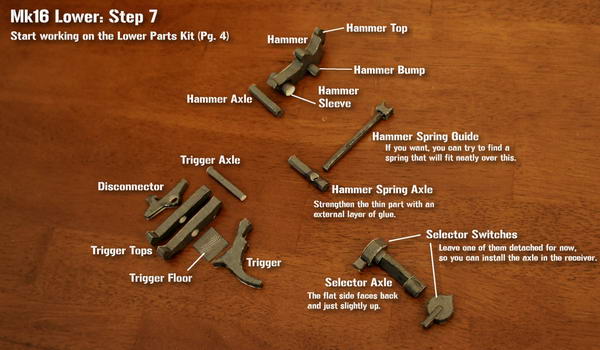 Mk16 Lower: Step 7
Start working on the Lower Parts Kit (Pg. 4)
Hammer Top
Hammer
Hammer Bump
Hammer Axle
Hammer
Sleeve
Hammer Spring Guide
If you want, you can try to find a
spring that will fit neatly over this.
Trigger Axle
Disconnector
Hammer Spring Axle
Strengthen the thin part with an
external layer of glue.
Trigger Tops
Trigger Floor
Trigger
Selector Switches
Leave one of them detached for now,
so you can install the axle in the receiver.
Selector Axle
The flat side faces back
and just slightly up.